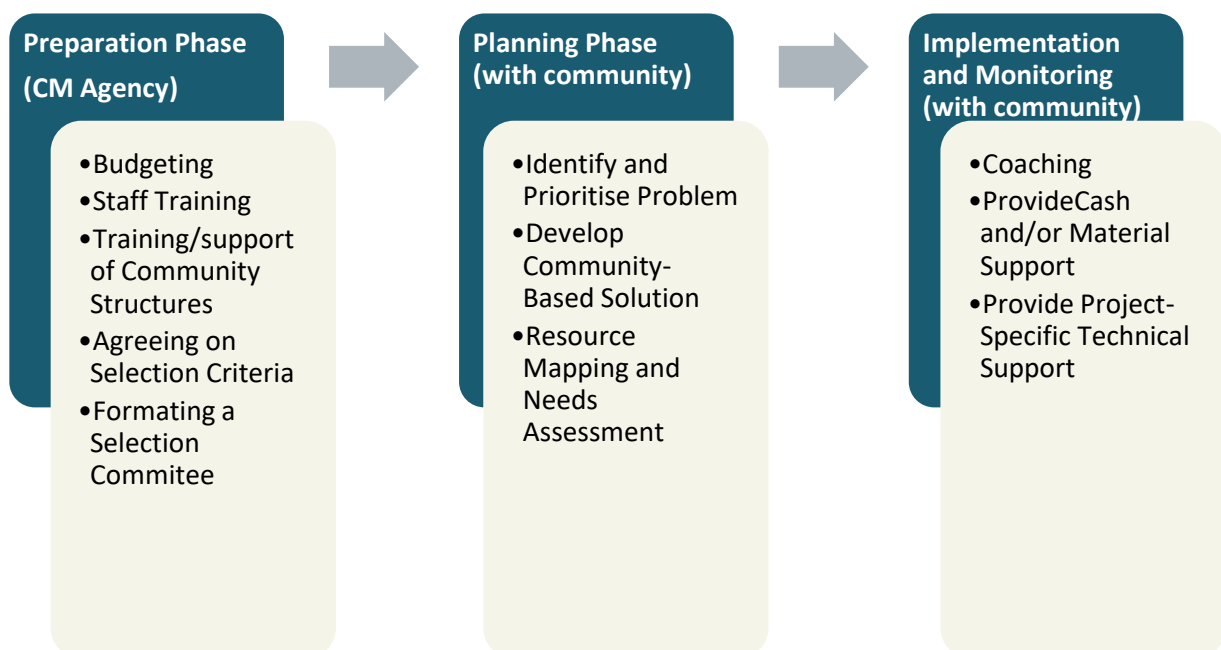 Preparation Phase
(CM Agency)
•Budgeting
•Staff Training
•Training/support
of Community
Structures
•Agreeing on
Selection Criteria
•Formating a
Selection
Commitee
Planning Phase
(with community)
•Identify and
Prioritise Problem
•Develop
Community-
Based Solution
•Resource
Mapping and
Needs
Assessment
Implementation
and Monitoring
(with community)
•Coaching
•ProvideCash
and/or Material
Support
•Provide Project-
Specific Technical
Support